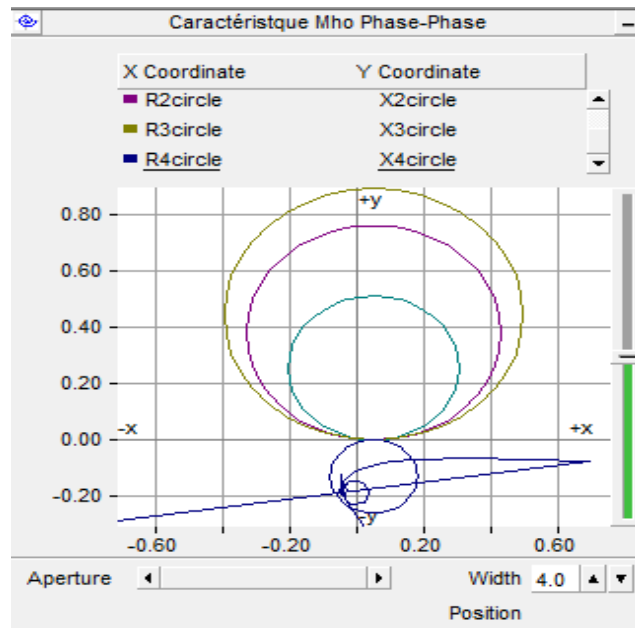 Caractéristque Mho Phase-Phase
X Coordinate Y Coordinate
R2circle X2circle
R3circle X3circle
R4circle X4circle
+y
0.80
0.60
0.40
0.20
-x 0.00 +x
-0.20
-y
-0.60 -0.20 0.20 0.60
Aperture Width 4.0
Position